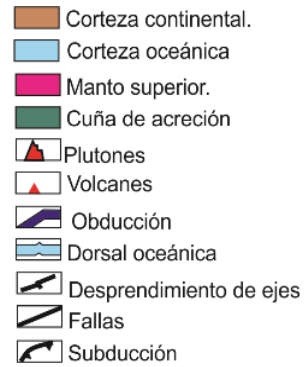 Corteza continental.
Corteza oceánica
Manto superior.
Cuña de acreción
Plutones
Volcanes
Obducción
Dorsal oceánica
Desprendimiento de ejes
Fallas
Subducción